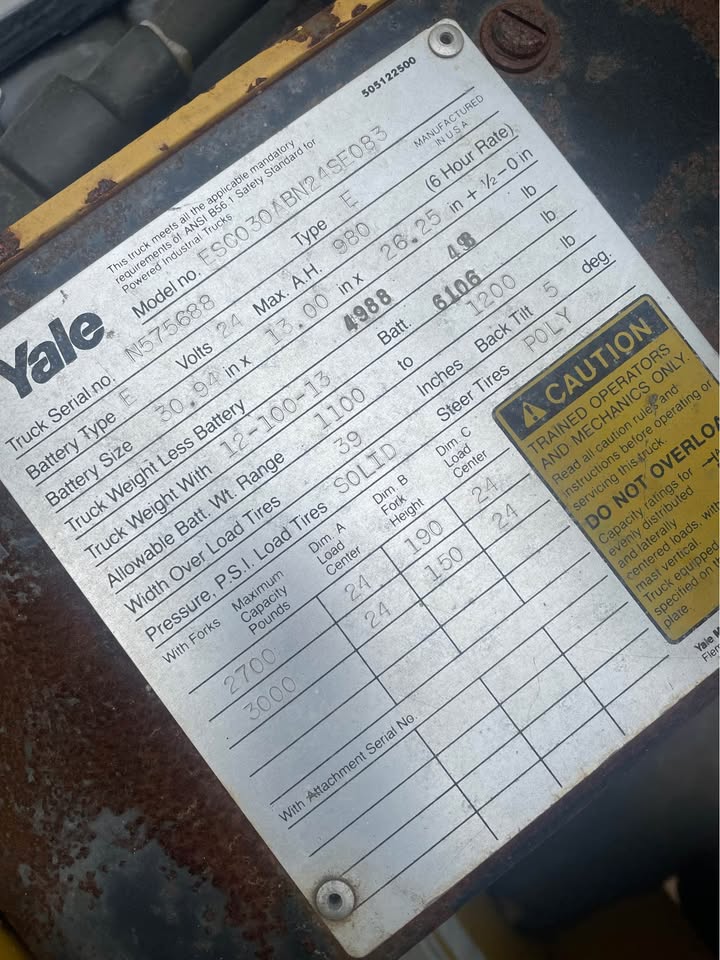 505122500
This truck meets all the applicable mandatory
requirements of ANSI B56.1 Safety Standard for
Powered Industrial Trucks
MANUFACTURED
IN U.S.A
Yale
Model no. ESC030ABN24SE083
Truck Serial no. N575688 Type E
Battery Type E Volts 24 Max. A.H. 980 (6 Hour Rate)
Battery Size 30.94 in x 13.00 in x 26.25 in + ½ – 0 in
Truck Weight Less Battery 4988 lb
Truck Weight With 12-100-13 Batt. 6106 lb
Allowable Batt. Wt. Range 1100 to 1200 lb
Width Over Load Tires 39 Inches Back Tilt 5 deg.
Pressure, P.S.I. Load Tires SOLID Steer Tires POLY
With Forks
Maximum
Capacity
Pounds
Dim. A
Load
Center
Dim. B
Fork
Height
Dim. C
Load
Center
2700 24 190 24
3000 24 150 24
With Attachment Serial No.
CAUTION
TRAINED OPERATORS
AND MECHANICS ONLY.
Read all caution rules and
instructions before operating or
servicing this truck.
DO NOT
Capacity ratings for
evenly distributed
and laterally
centered loads, with
mast vertical.
Truck equipped
specified on
plate.
Yale